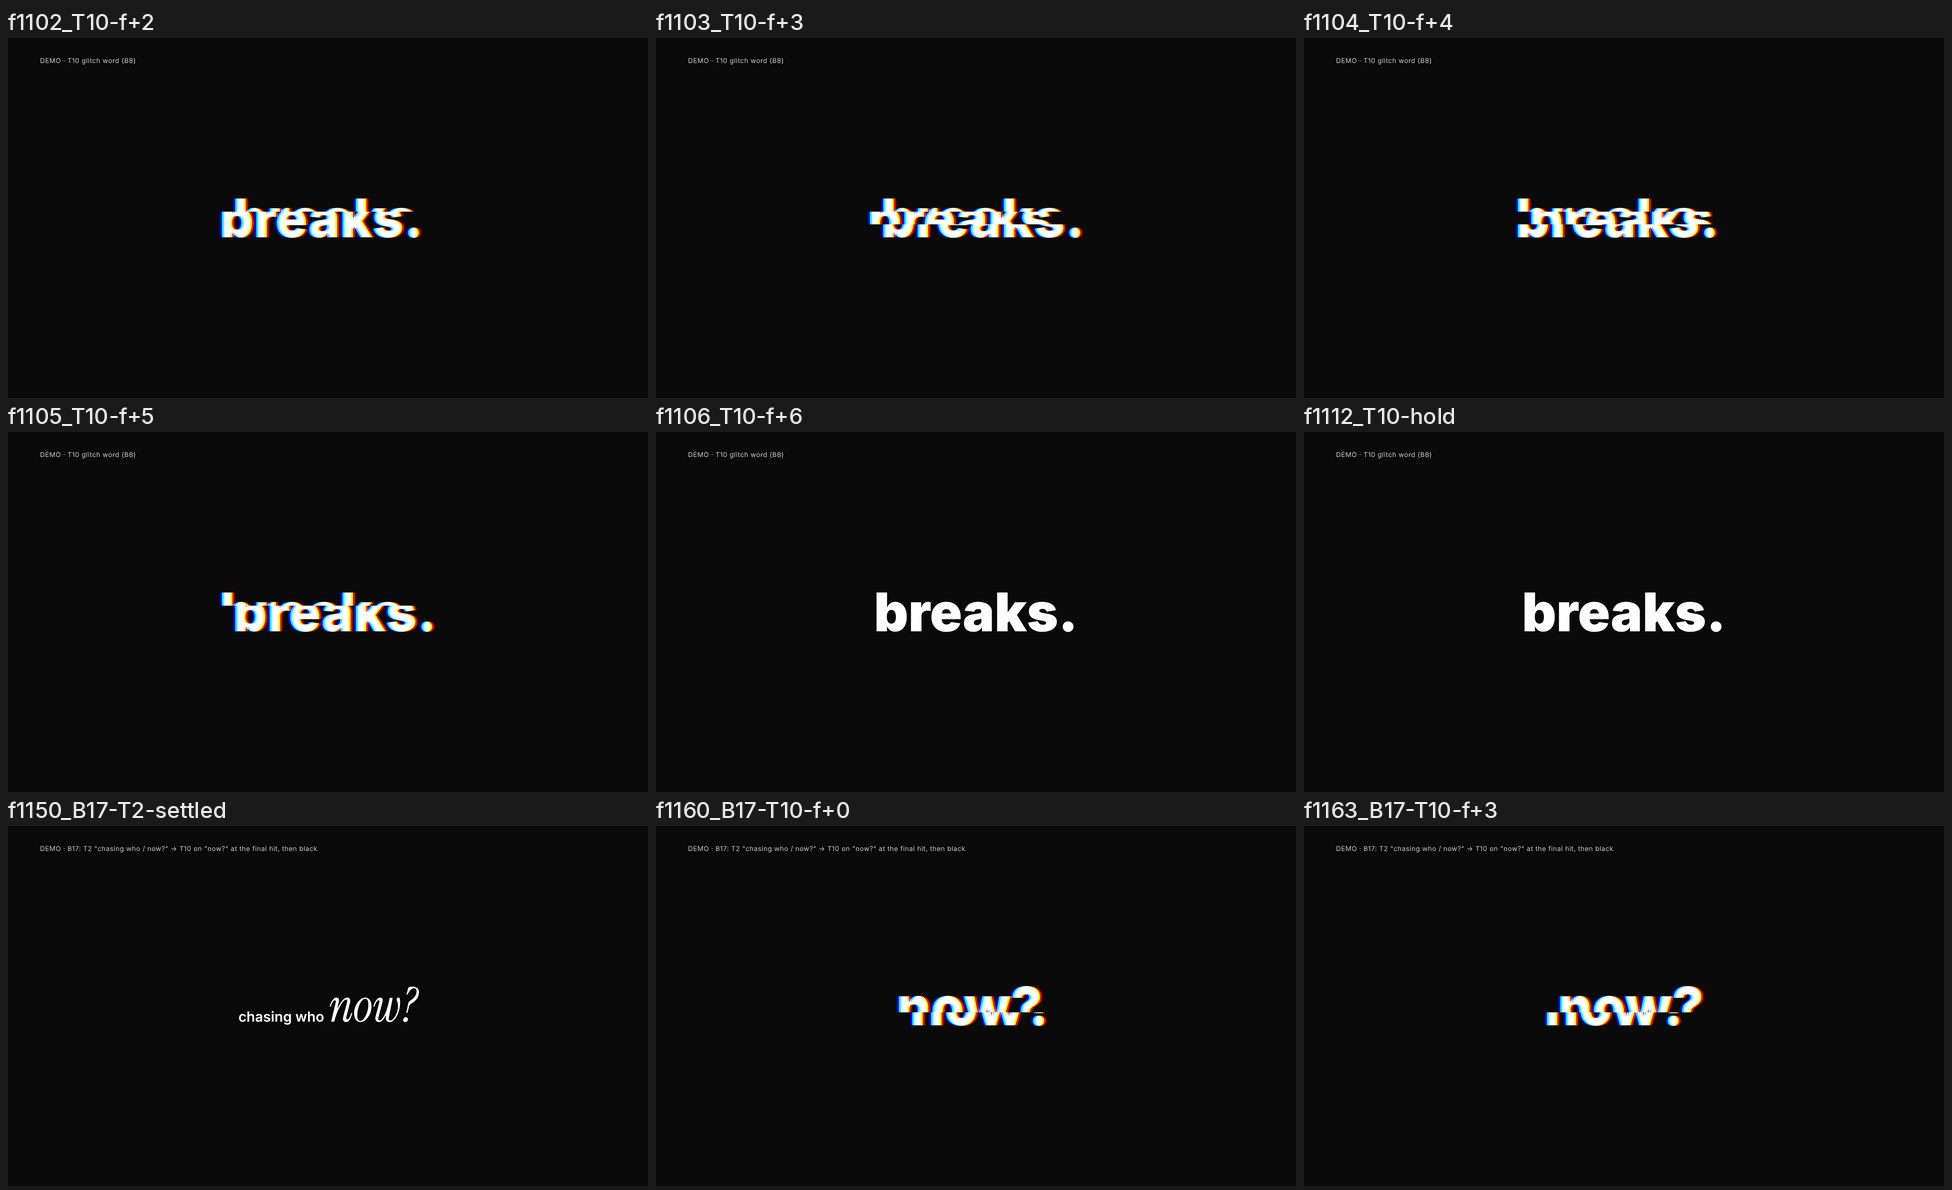 f1102_T10-f+2
f1103_T10-f+3
f1104_T10-f+4
DEMO · T10 glitch word (B8)
DEMO · T10 glitch word (B8)
DEMO · T10 glitch word (B8)
breaks.
breaks.
breaks.
f1105_T10-f+5
f1106_T10-f+6
f1112_T10-hold
DEMO · T10 glitch word (B8)
DEMO · T10 glitch word (B8)
DEMO · T10 glitch word (B8)
breaks.
breaks.
breaks.
f1150_B17-T2-settled
f1160_B17-T10-f+0
f1163_B17-T10-f+3
DEMO · B17: T2 "chasing who / now?" → T10 on "now?" at the final hit, then black
DEMO · B17: T2 "chasing who / now?" → T10 on "now?" at the final hit, then black
DEMO · B17: T2 "chasing who / now?" → T10 on "now?" at the final hit, then black
chasing who now?
now?
now?